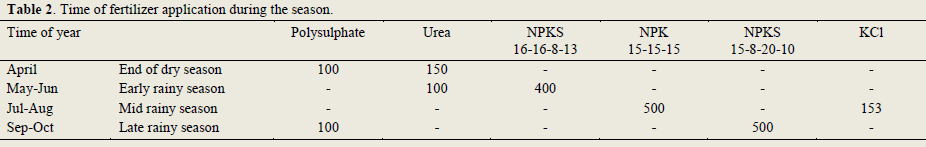 Table 2. Time of fertilizer application during the season.
Time of year Polysulphate Urea NPKS NPK NPKS KCl
16-16-8-13 15-15-15 15-8-20-10
April End of dry season 100 150 - - - -
May-Jun Early rainy season - 100 400 - - -
Jul-Aug Mid rainy season - - - 500 - 153
Sep-Oct Late rainy season 100 - - - 500 -